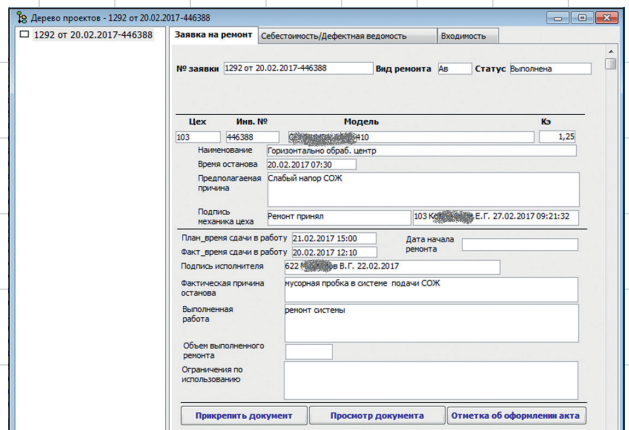 Дерево проектов - 1292 от 20.02.2017-446388
1292 от 20.02.2017-446388
Заявка на ремонт Себестоимость/Дефектная ведомость Входимость
№ заявки 1292 от 20.02.2017-446388 Вид ремонта Ав Статус Выполнена
Цех Инв. № Модель Кэ
103 446388 410 1,25
Наименование Горизонтально обраб. центр
Время останова 20.02.2017 07:30
Предполагаемая причина Слабый напор СОЖ
Подпись механика цеха Ремонт принял 103 Е.Г. 27.02.2017 09:21:32
План_время сдачи в работу 21.02.2017 15:00 Дата начала ремонта
Факт_время сдачи в работу 20.02.2017 12:10
Подпись исполнителя 622 В.Г. 22.02.2017
Фактическая причина останова мусорная пробка в системе подачи СОЖ
Выполненная работа ремонт системы
Объем выполненного ремонта
Ограничения по использованию
Прикрепить документ Просмотр документа Отметка об оформлении акта